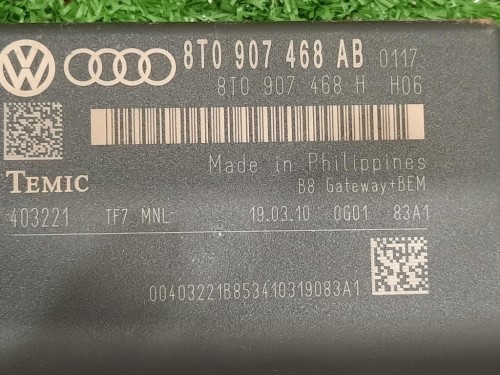 8T0 907 468 AB 0117
8T0 907 468 H H06
Made in Philippines
TEMIC
B8 Gateway+BEM
403221 TF7 MNL 19.03.10 0G01 83A1
00403221B853410319083A1